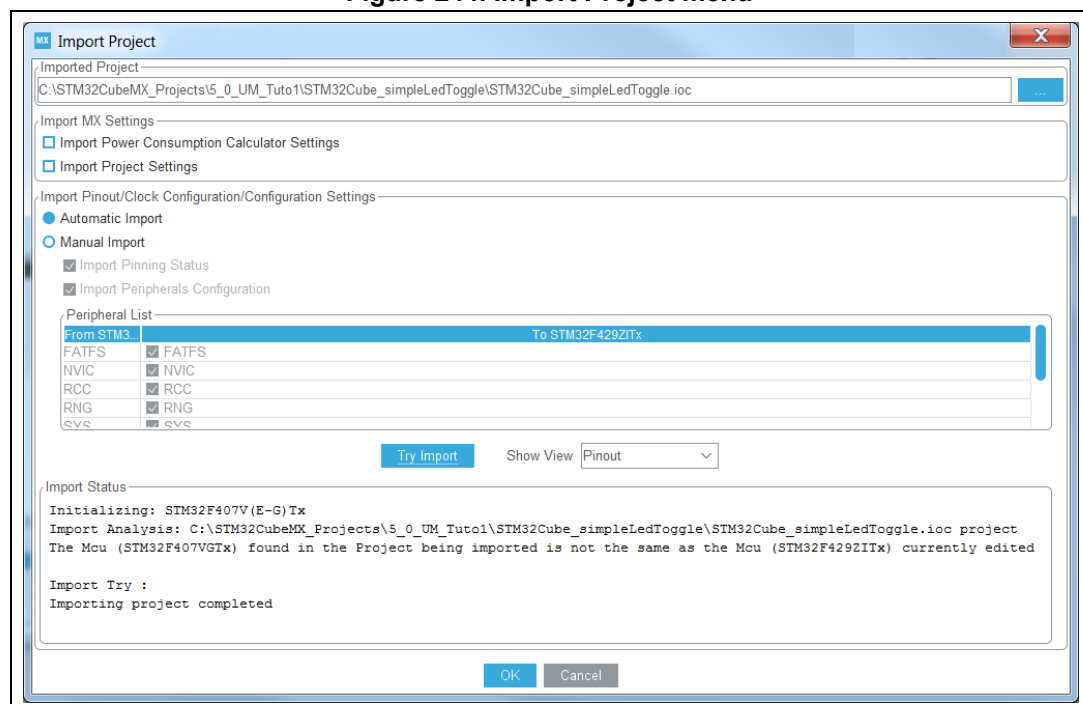 MX Import Project X
Imported Project
C:\STM32CubeMX_Projects\5_0_UM_Tuto1\STM32Cube_simpleLedToggle\STM32Cube_simpleLedToggle.ioc ...
Import MX Settings
Import Power Consumption Calculator Settings
Import Project Settings
Import Pinout/Clock Configuration/Configuration Settings
Automatic Import
Manual Import
Import Pinning Status
Import Peripherals Configuration
Peripheral List
From STM3... To STM32F429ZITx
FATFS FATFS
NVIC NVIC
RCC RCC
RNG RNG
SYS SYS
Try Import Show View Pinout
Import Status
Initializing: STM32F407V(E-G)Tx
Import Analysis: C:\STM32CubeMX_Projects\5_0_UM_Tuto1\STM32Cube_simpleLedToggle\STM32Cube_simpleLedToggle.ioc project
The Mcu (STM32F407VGTx) found in the Project being imported is not the same as the Mcu (STM32F429ZITx) currently edited
Import Try :
Importing project completed
OK Cancel